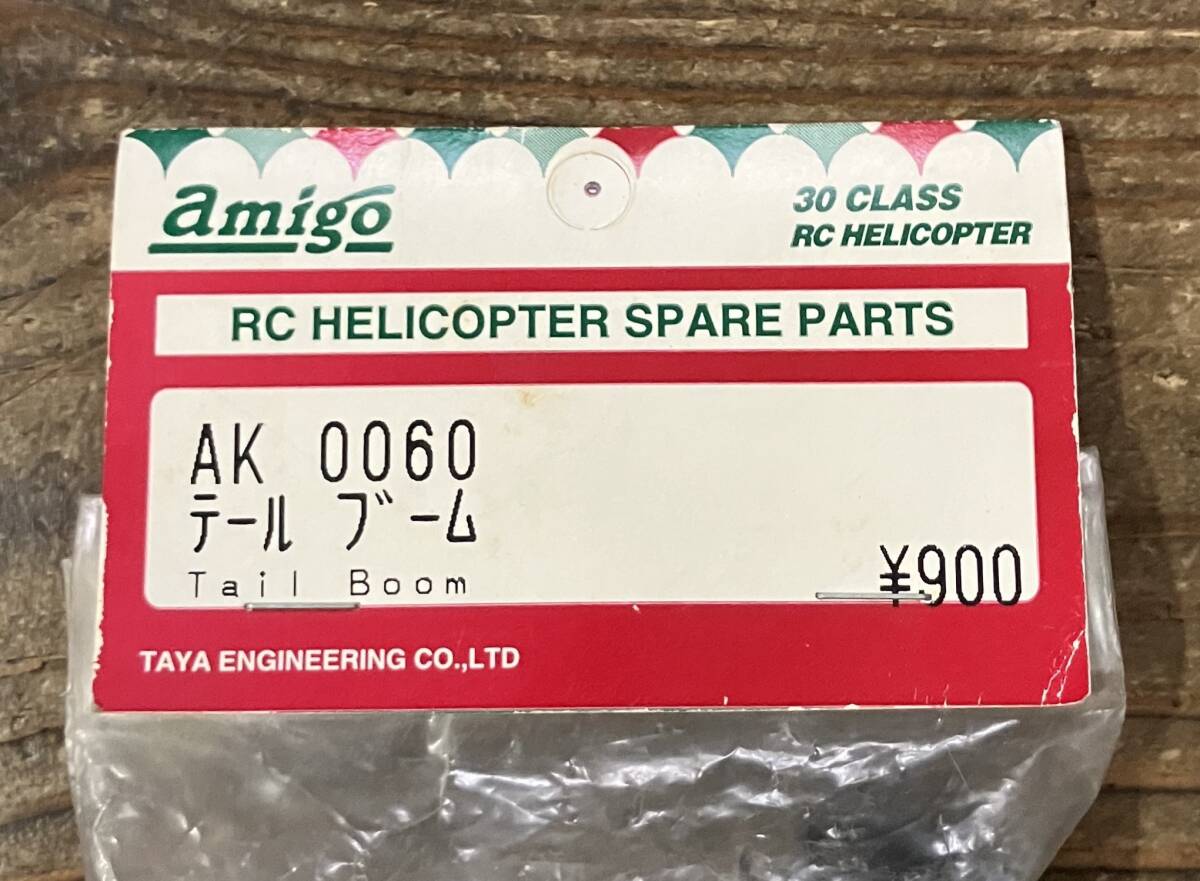 amigo
30 CLASS
RC HELICOPTER
RC HELICOPTER SPARE PARTS
AK 0060
テール ブーム
Tail Boom
¥900
TAYA ENGINEERING CO.,LTD